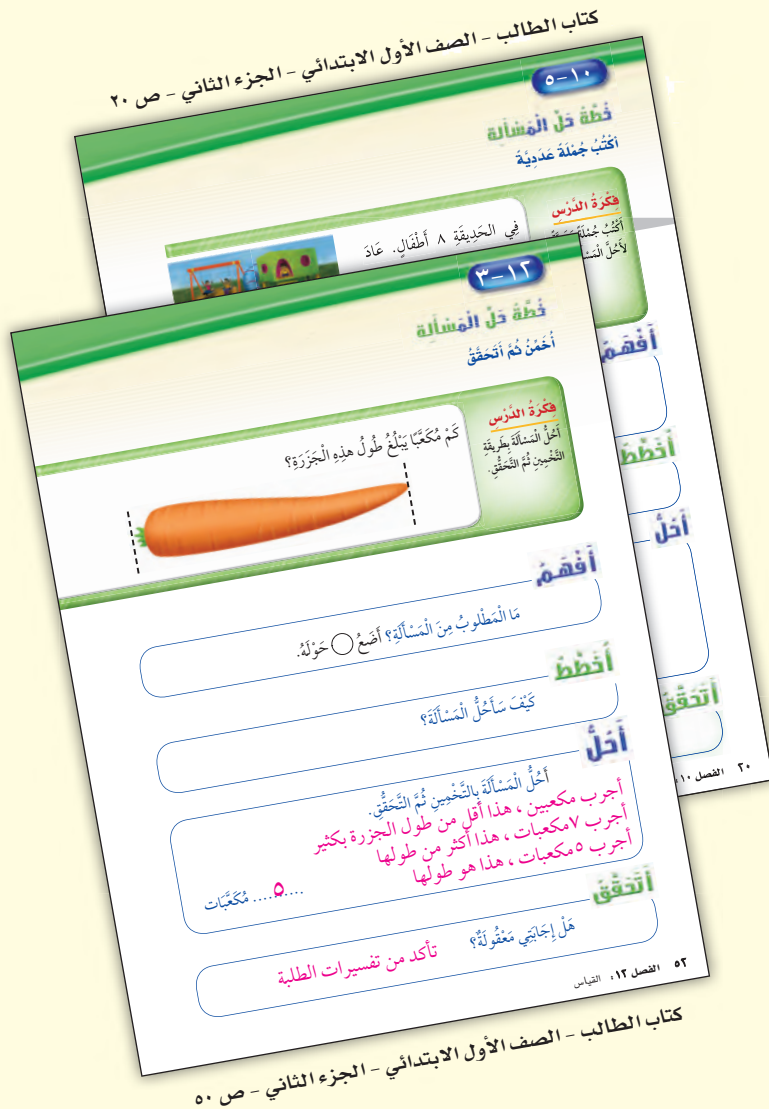 كتاب الطالب - الصف الأول الابتدائي - الجزء الثاني - ص ٢٠
١٠-٥
خُطَّةُ حَلِّ الْمَسْأَلَةِ
أَكْتُبُ جُمْلَةً عَدَدِيَّةً
فِكْرَةُ الدَّرْسِ
أَكْتُبُ جُمْلَةً
لِأَحُلَّ
فِي الحَدِيقَةِ ٨ أَطْفَالٍ. عَادَ
أَفْهَمُ
أُخَطِّطُ
أَحُلُّ
أَتَحَقَّقُ
٢٠ الفصل ١٠:
١٢-٣
خُطَّةُ حَلِّ الْمَسْأَلَةِ
أُخَمِّنُ ثُمَّ أَتَحَقَّقُ
فِكْرَةُ الدَّرْسِ
أَحُلُّ الْمَسْأَلَةَ بِطَرِيقَةِ
التَّخْمِينِ ثُمَّ التَّحَقُّقِ.
كَمْ مُكَعَّبًا يَبْلُغُ طُولُ هذِهِ الْجَزَرَةِ؟
أَفْهَمُ
مَا الْمَطْلُوبُ مِنَ الْمَسْأَلَةِ؟ أَضَعُ ◯ حَوْلَهُ.
أُخَطِّطُ
كَيْفَ سَأَحُلُّ الْمَسْأَلَةَ؟
أَحُلُّ
أَحُلُّ الْمَسْأَلَةَ بِالتَّخْمِينِ ثُمَّ التَّحَقُّقِ.
أجرب مكعبين ، هذا أقل من طول الجزرة بكثير
أجرب ٧ مكعبات ، هذا أكثر من طولها
أجرب ٥ مكعبات ، هذا هو طولها
٥ .......... مُكَعَّبَات
أَتَحَقَّقُ
هَلْ إِجَابَتِي مَعْقُولَةٌ؟ تأكد من تفسيرات الطلبة
٥٢ الفصل ١٢: القياس
كتاب الطالب - الصف الأول الابتدائي - الجزء الثاني - ص ٥٠